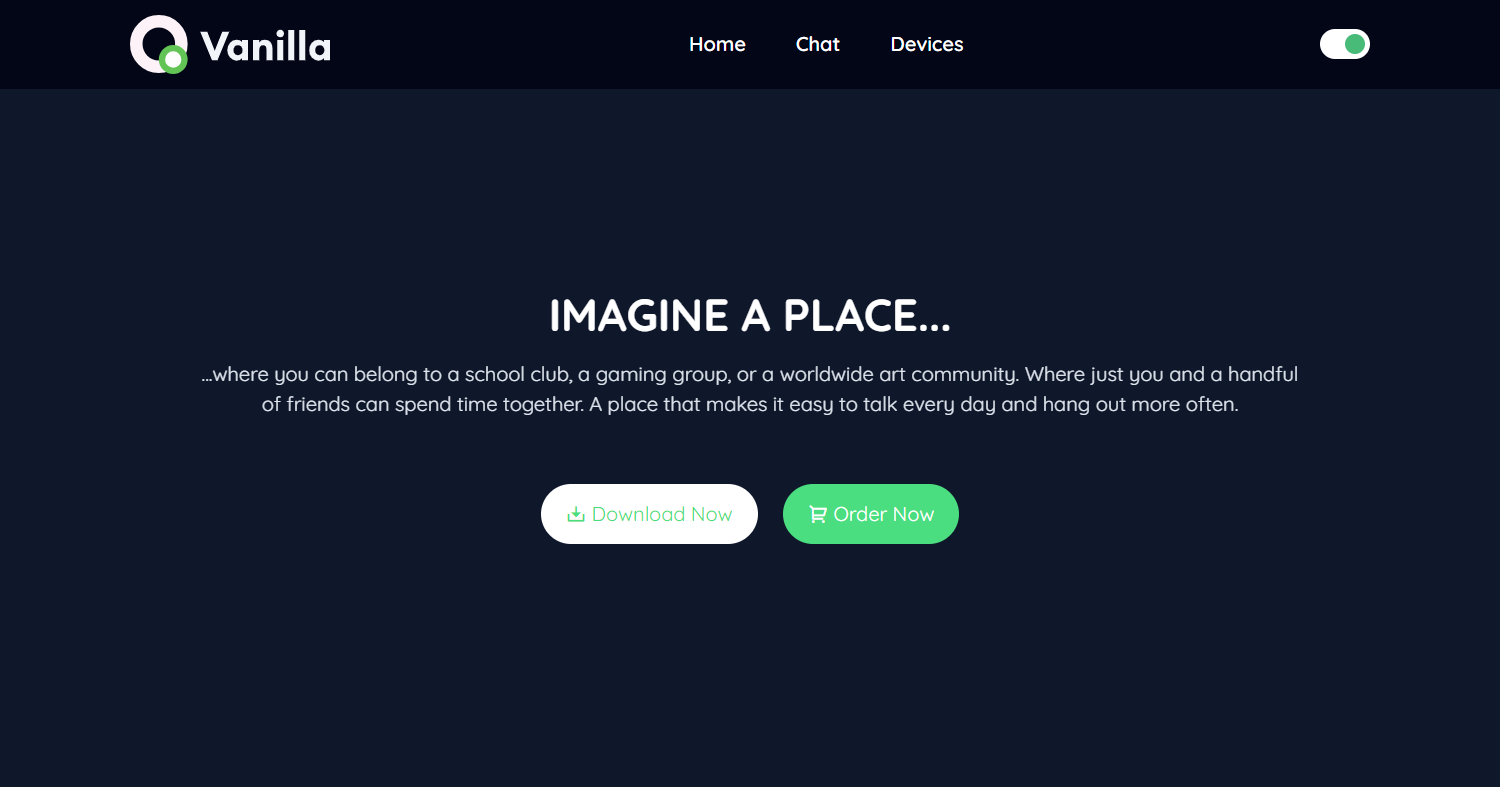 Vanilla
Home
Chat
Devices
IMAGINE A PLACE...
...where you can belong to a school club, a gaming group, or a worldwide art community. Where just you and a handful
of friends can spend time together. A place that makes it easy to talk every day and hang out more often.
Download Now
Order Now